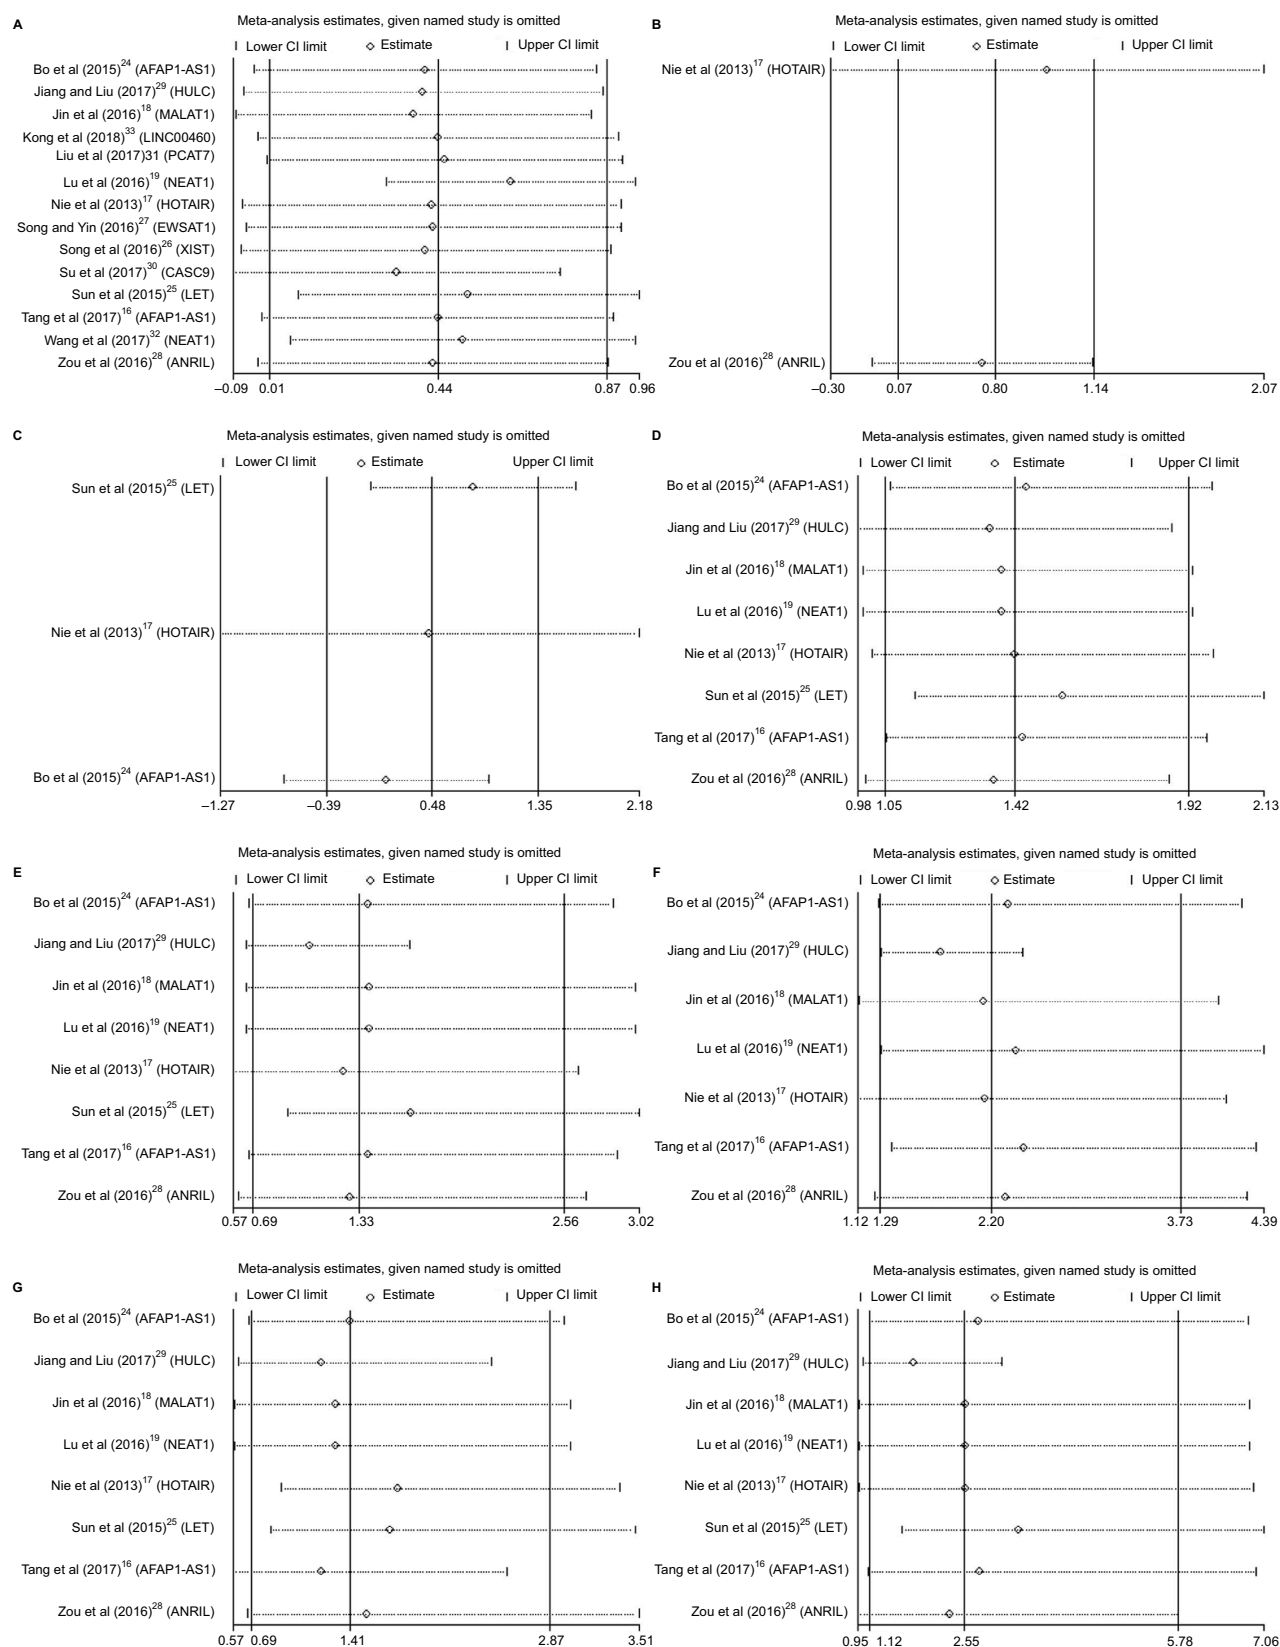 A
Meta-analysis estimates, given named study is omitted
Lower CI limit Estimate Upper CI limit
Bo et al (2015)24 (AFAP1-AS1)
Jiang and Liu (2017)29 (HULC)
Jin et al (2016)18 (MALAT1)
Kong et al (2018)33 (LINC00460)
Liu et al (2017)31 (PCAT7)
Lu et al (2016)19 (NEAT1)
Nie et al (2013)17 (HOTAIR)
Song and Yin (2016)27 (EWSAT1)
Song et al (2016)26 (XIST)
Su et al (2017)30 (CASC9)
Sun et al (2015)25 (LET)
Tang et al (2017)16 (AFAP1-AS1)
Wang et al (2017)32 (NEAT1)
Zou et al (2016)28 (ANRIL)
–0.09 0.01 0.44 0.87 0.96
B
Meta-analysis estimates, given named study is omitted
Lower CI limit Estimate Upper CI limit
Nie et al (2013)17 (HOTAIR)
Zou et al (2016)28 (ANRIL)
–0.30 0.07 0.80 1.14 2.07
C
Meta-analysis estimates, given named study is omitted
Lower CI limit Estimate Upper CI limit
Sun et al (2015)25 (LET)
Nie et al (2013)17 (HOTAIR)
Bo et al (2015)24 (AFAP1-AS1)
–1.27 –0.39 0.48 1.35 2.18
D
Meta-analysis estimates, given named study is omitted
Lower CI limit Estimate Upper CI limit
Bo et al (2015)24 (AFAP1-AS1)
Jiang and Liu (2017)29 (HULC)
Jin et al (2016)18 (MALAT1)
Lu et al (2016)19 (NEAT1)
Nie et al (2013)17 (HOTAIR)
Sun et al (2015)25 (LET)
Tang et al (2017)16 (AFAP1-AS1)
Zou et al (2016)28 (ANRIL)
0.98 1.05 1.42 1.92 2.13
E
Meta-analysis estimates, given named study is omitted
Lower CI limit Estimate Upper CI limit
Bo et al (2015)24 (AFAP1-AS1)
Jiang and Liu (2017)29 (HULC)
Jin et al (2016)18 (MALAT1)
Lu et al (2016)19 (NEAT1)
Nie et al (2013)17 (HOTAIR)
Sun et al (2015)25 (LET)
Tang et al (2017)16 (AFAP1-AS1)
Zou et al (2016)28 (ANRIL)
0.57 0.69 1.33 2.56 3.02
F
Meta-analysis estimates, given named study is omitted
Lower CI limit Estimate Upper CI limit
Bo et al (2015)24 (AFAP1-AS1)
Jiang and Liu (2017)29 (HULC)
Jin et al (2016)18 (MALAT1)
Lu et al (2016)19 (NEAT1)
Nie et al (2013)17 (HOTAIR)
Tang et al (2017)16 (AFAP1-AS1)
Zou et al (2016)28 (ANRIL)
1.12 1.29 2.20 3.73 4.39
G
Meta-analysis estimates, given named study is omitted
Lower CI limit Estimate Upper CI limit
Bo et al (2015)24 (AFAP1-AS1)
Jiang and Liu (2017)29 (HULC)
Jin et al (2016)18 (MALAT1)
Lu et al (2016)19 (NEAT1)
Nie et al (2013)17 (HOTAIR)
Sun et al (2015)25 (LET)
Tang et al (2017)16 (AFAP1-AS1)
Zou et al (2016)28 (ANRIL)
0.57 0.69 1.41 2.87 3.51
H
Meta-analysis estimates, given named study is omitted
Lower CI limit Estimate Upper CI limit
Bo et al (2015)24 (AFAP1-AS1)
Jiang and Liu (2017)29 (HULC)
Jin et al (2016)18 (MALAT1)
Lu et al (2016)19 (NEAT1)
Nie et al (2013)17 (HOTAIR)
Sun et al (2015)25 (LET)
Tang et al (2017)16 (AFAP1-AS1)
Zou et al (2016)28 (ANRIL)
0.95 1.12 2.55 5.78 7.06